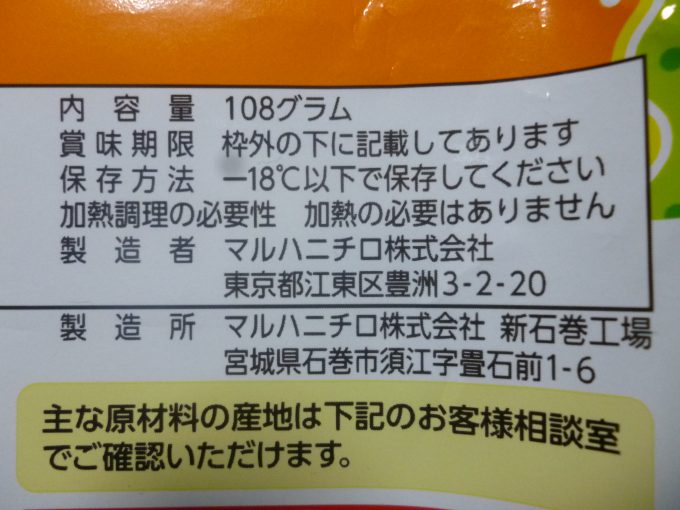 内容量 108グラム
賞味期限 枠外の下に記載してあります
保存方法 −18℃以下で保存してください
加熱調理の必要性 加熱の必要はありません
製造者 マルハニチロ株式会社
東京都江東区豊洲3-2-20
製造所 マルハニチロ株式会社 新石巻工場
宮城県石巻市須江字畳石前1-6
主な原材料の産地は下記のお客様相談室
でご確認いただけます。